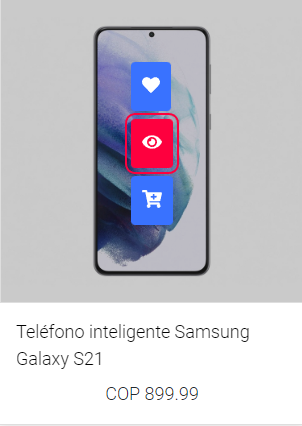 Teléfono inteligente Samsung
Galaxy S21
COP 899.99